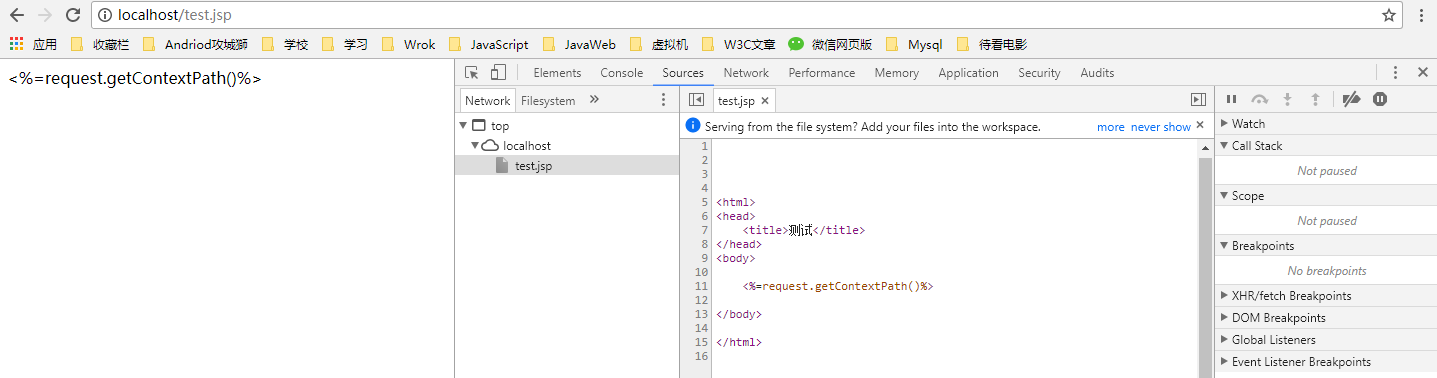 localhost/test.jsp
应用 收藏栏 Andriod攻城狮 学校 学习 Wrok JavaScript JavaWeb 虚拟机 W3C文章 微信网页版 Mysql 待看电影
<%=request.getContextPath()%>
Elements Console Sources Network Performance Memory Application Security Audits
Network Filesystem »
top
localhost
test.jsp
test.jsp ×
Serving from the file system? Add your files into the workspace. more never show ×
1
2
3
4
5 <html>
6 <head>
7 <title>测试</title>
8 </head>
9 <body>
10
11 <%=request.getContextPath()%>
12
13 </body>
14
15 </html>
16
Watch
Call Stack
Not paused
Scope
Not paused
Breakpoints
No breakpoints
XHR/fetch Breakpoints
DOM Breakpoints
Global Listeners
Event Listener Breakpoints